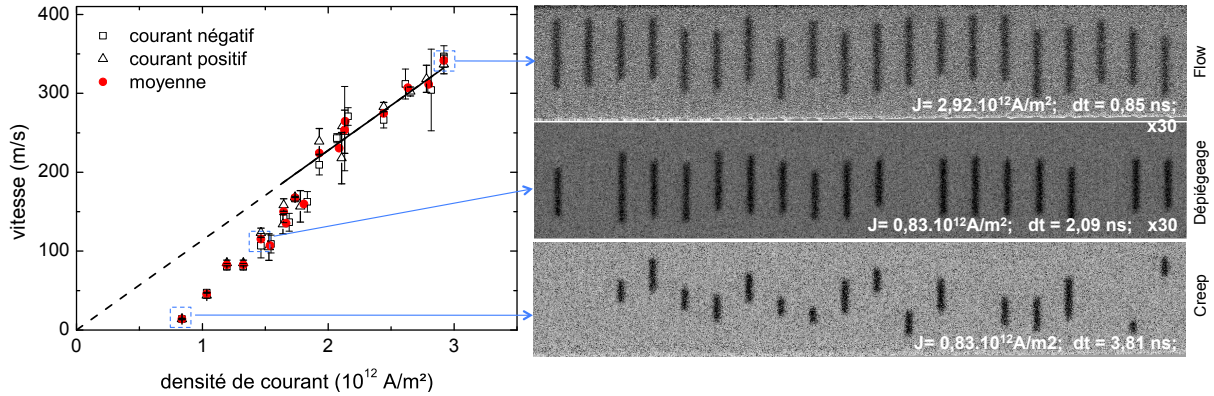 400
300
200
100
0
vitesse (m/s)
courant négatif
courant positif
moyenne
0 1 2 3
densité de courant (10¹² A/m²)
J= 2,92.10¹²A/m²; dt = 0,85 ns;
x30
Flow
J= 0,83.10¹²A/m²; dt = 2,09 ns; x30
Dépiégeage
J= 0,83.10¹²A/m2; dt = 3,81 ns;
Creep